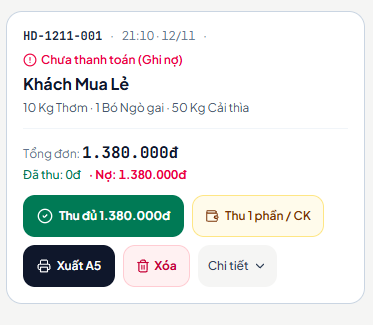 HD-1211-001 · 21:10 · 12/11 ·
Chưa thanh toán (Ghi nợ)
Khách Mua Lẻ
10 Kg Thơm · 1 Bó Ngò gai · 50 Kg Cải thìa
Tổng đơn: 1.380.000đ
Đã thu: 0đ · Nợ: 1.380.000đ
Thu đủ 1.380.000đ
Thu 1 phần / CK
Xuất A5
Xóa
Chi tiết